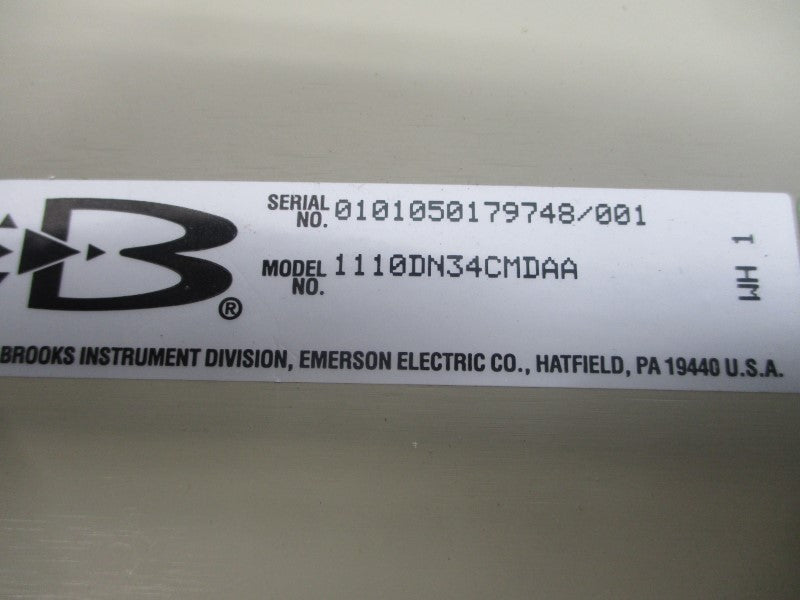 B®
SERIAL NO. 0101050179748/001
MODEL NO. 1110DN34CMDAA
WH 1
BROOKS INSTRUMENT DIVISION, EMERSON ELECTRIC CO., HATFIELD, PA 19440 U.S.A.